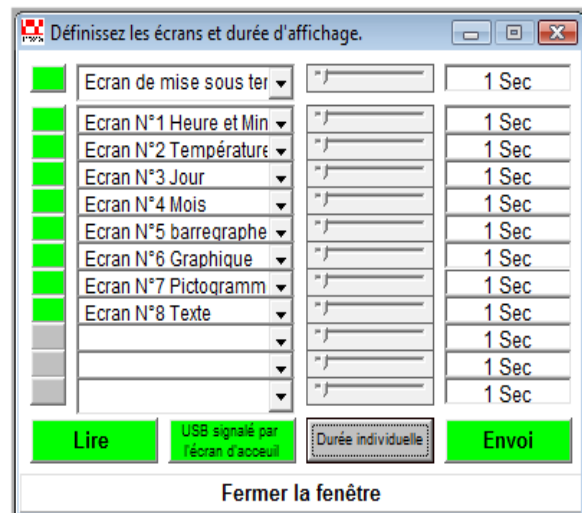 Définissez les écrans et durée d'affichage.
Ecran de mise sous ter 1 Sec
Ecran N°1 Heure et Min 1 Sec
Ecran N°2 Température 1 Sec
Ecran N°3 Jour 1 Sec
Ecran N°4 Mois 1 Sec
Ecran N°5 barregraphe 1 Sec
Ecran N°6 Graphique 1 Sec
Ecran N°7 Pictogramm 1 Sec
Ecran N°8 Texte 1 Sec
1 Sec
1 Sec
1 Sec
Lire USB signalé par l'écran d'acceuil Durée individuelle Envoi
Fermer la fenêtre